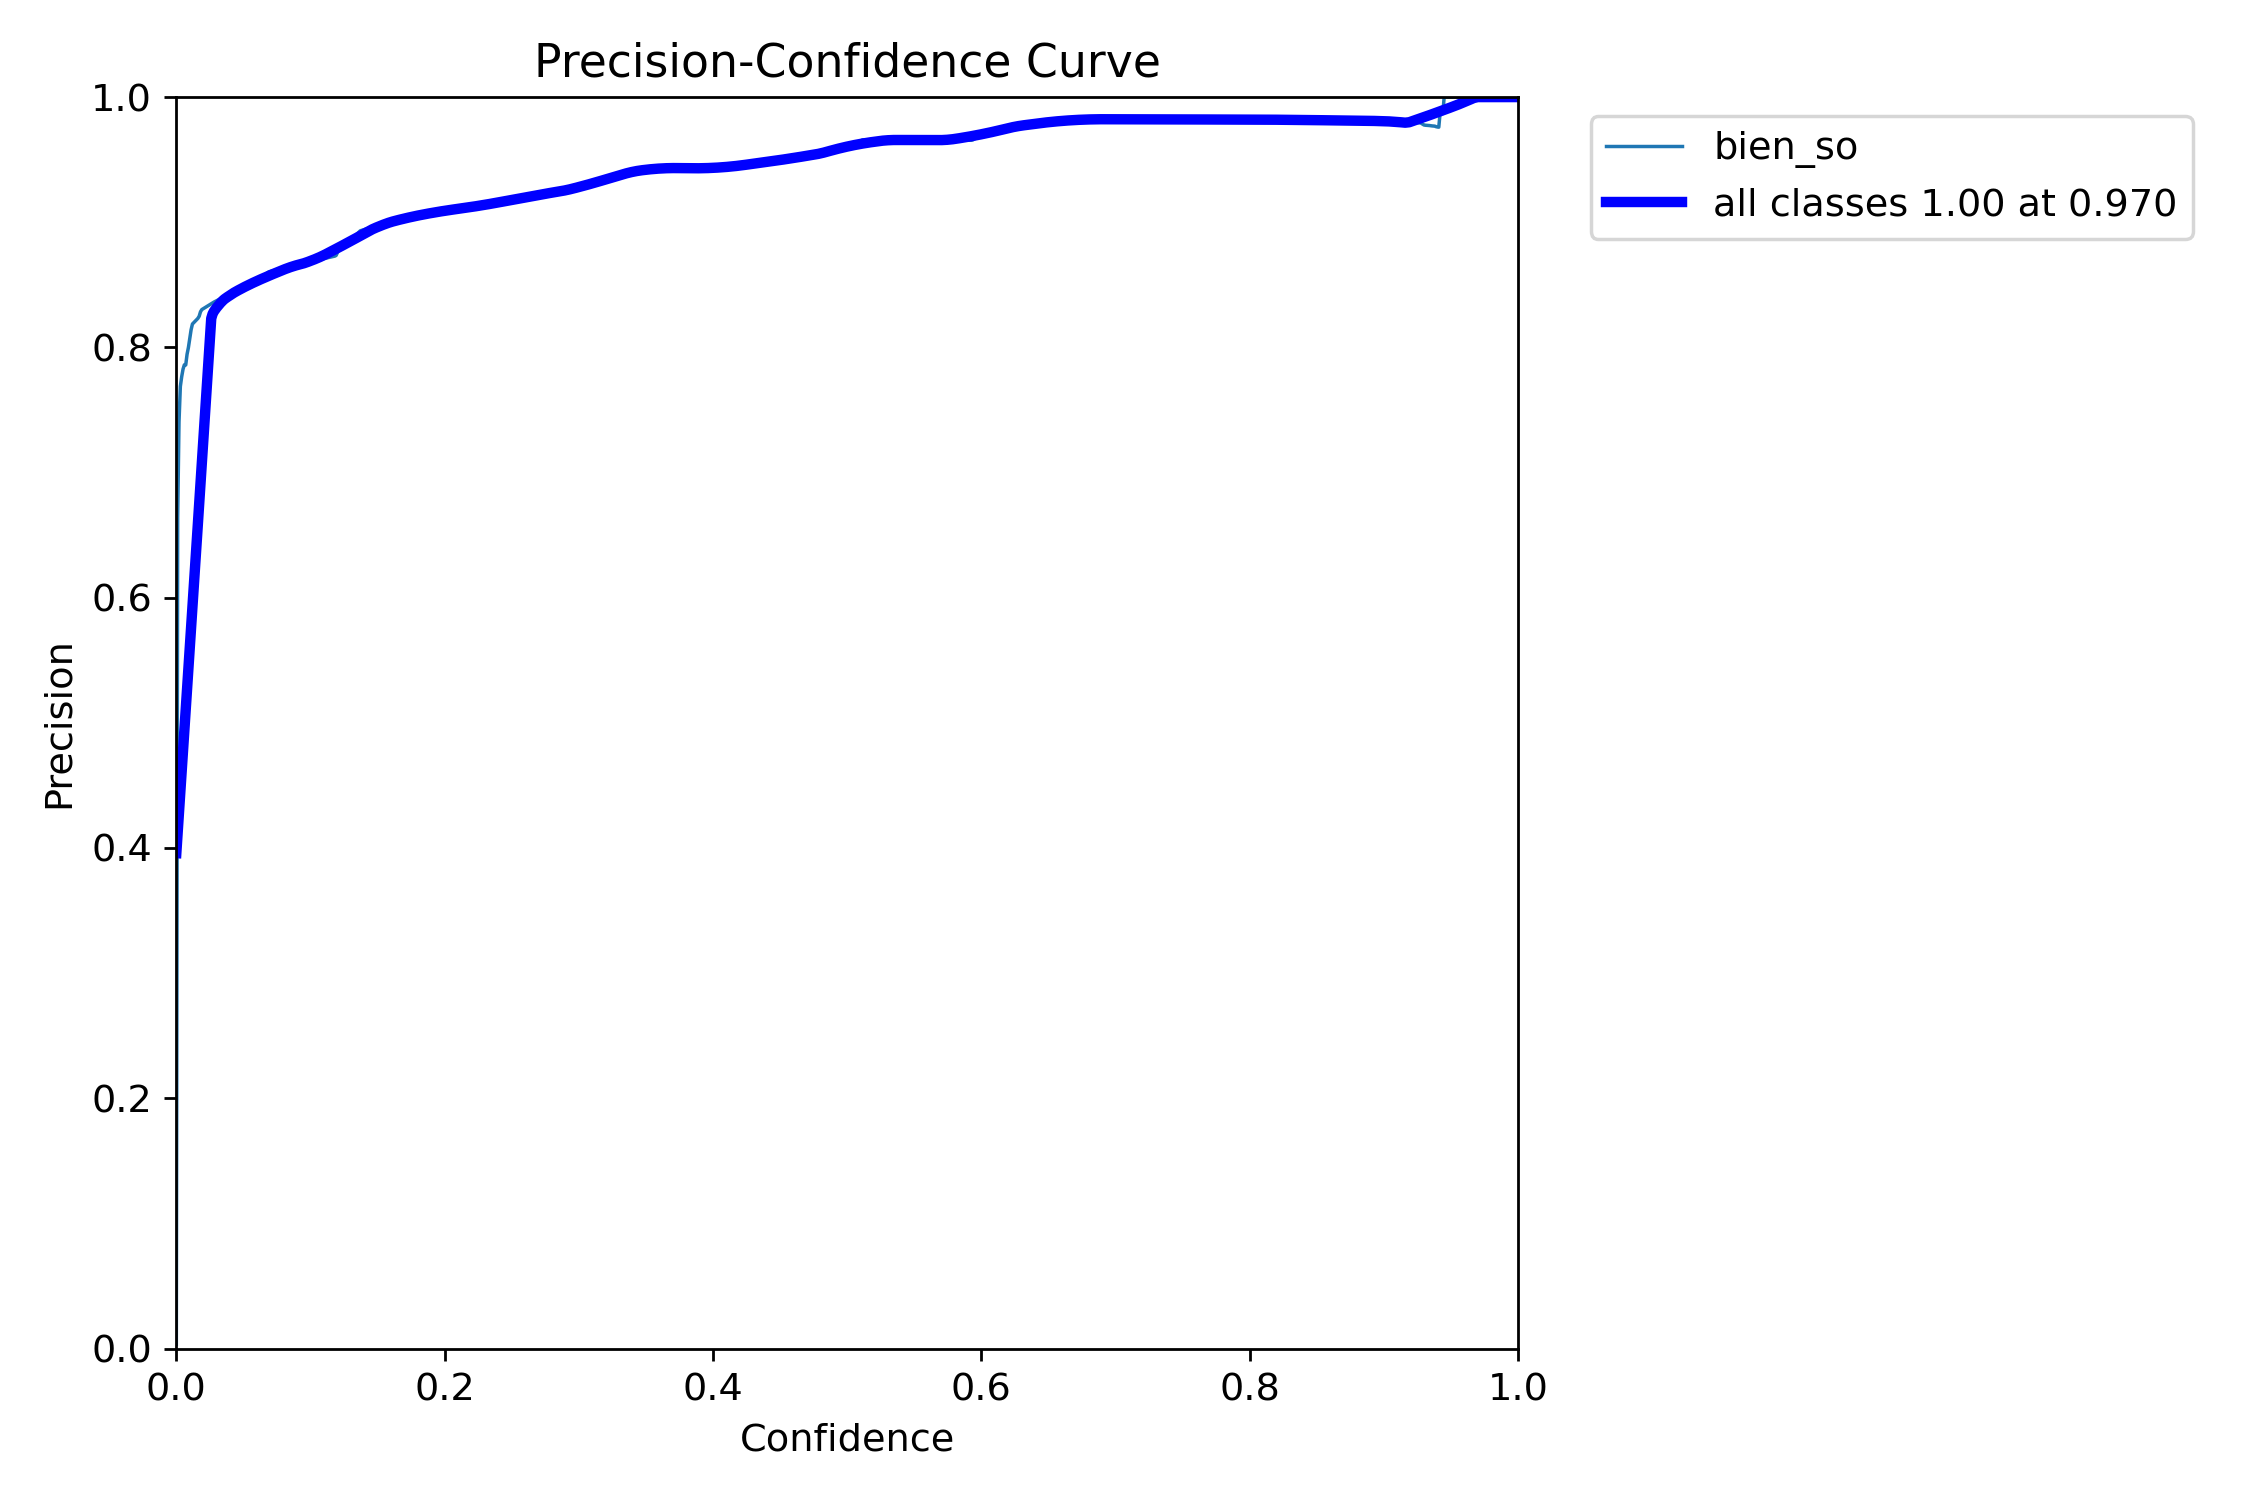 Precision-Confidence Curve
1.0
0.8
0.6
0.4
0.2
0.0
Precision
0.0 0.2 0.4 0.6 0.8 1.0
Confidence
bien_so
all classes 1.00 at 0.970